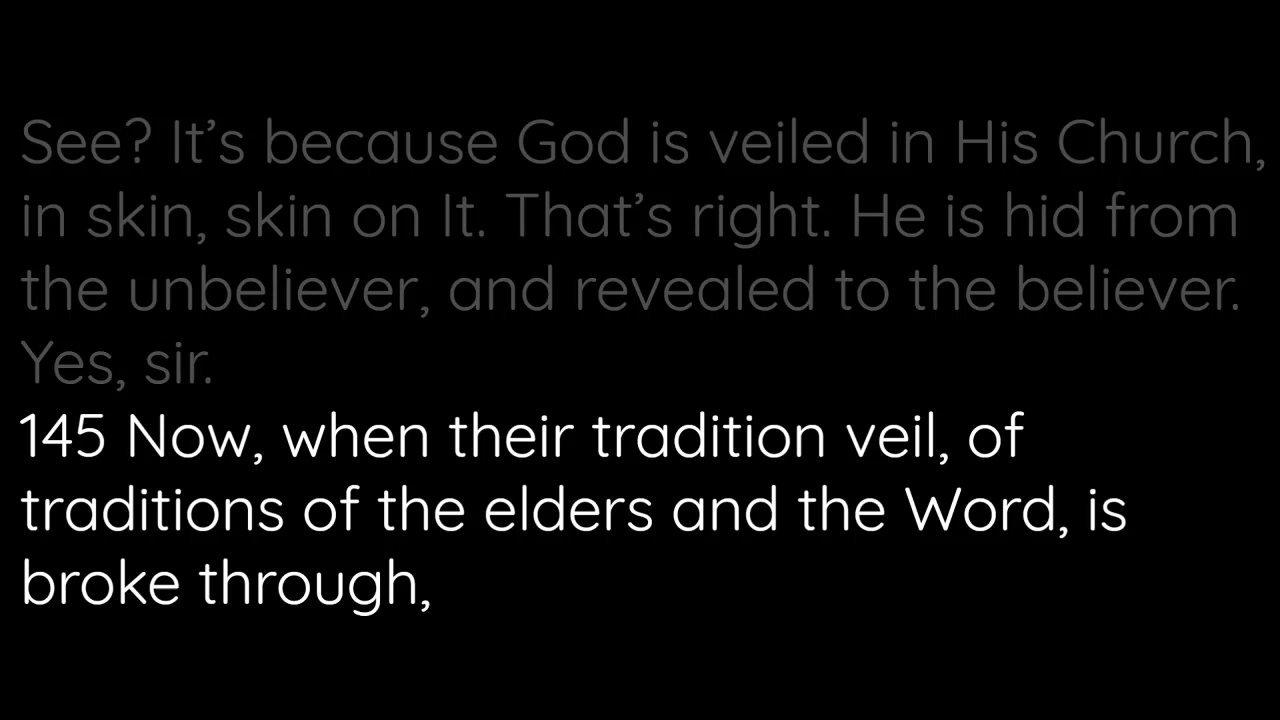 See? It’s because God is veiled in His Church,
in skin, skin on It. That’s right. He is hid from
the unbeliever, and revealed to the believer.
Yes, sir.
145 Now, when their tradition veil, of
traditions of the elders and the Word, is
broke through,